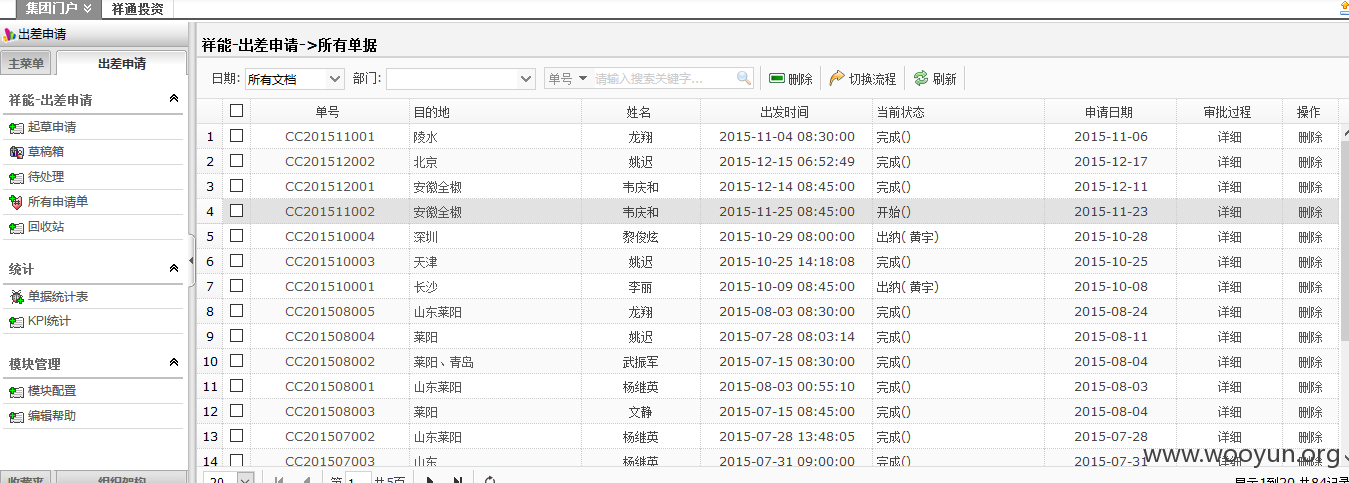 集团门户 祥通投资
出差申请
主菜单 出差申请
祥能-出差申请
起草申请
草稿箱
待处理
所有申请单
回收站
统计
单据统计表
KPI统计
模块管理
模块配置
编辑帮助
收藏夹 组织架构
祥能-出差申请->所有单据
日期: 所有文档 部门: 单号 请输入搜索关键字... 删除 切换流程 刷新
单号 目的地 姓名 出发时间 当前状态 申请日期 审批过程 操作
1 CC201511001 陵水 龙翔 2015-11-04 08:30:00 完成() 2015-11-06 详细 删除
2 CC201512002 北京 姚迟 2015-12-15 06:52:49 完成() 2015-12-17 详细 删除
3 CC201512001 安徽全椒 韦庆和 2015-12-14 08:45:00 完成() 2015-12-11 详细 删除
4 CC201511002 安徽全椒 韦庆和 2015-11-25 08:45:00 开始() 2015-11-23 详细 删除
5 CC201510004 深圳 黎俊炫 2015-10-29 08:00:00 出纳( 黄宇) 2015-10-28 详细 删除
6 CC201510003 天津 姚迟 2015-10-25 14:18:08 完成() 2015-10-25 详细 删除
7 CC201510001 长沙 李丽 2015-10-09 08:45:00 出纳( 黄宇) 2015-10-08 详细 删除
8 CC201508005 山东莱阳 龙翔 2015-08-03 08:30:00 完成() 2015-08-24 详细 删除
9 CC201508004 莱阳 姚迟 2015-07-28 08:03:14 完成() 2015-08-11 详细 删除
10 CC201508002 莱阳、青岛 武振军 2015-07-15 08:30:00 完成() 2015-08-04 详细 删除
11 CC201508001 山东莱阳 杨继英 2015-08-03 00:55:10 完成() 2015-08-03 详细 删除
12 CC201508003 莱阳 文静 2015-07-15 08:45:00 完成() 2015-08-04 详细 删除
13 CC201507002 山东莱阳 杨继英 2015-07-28 13:48:05 完成() 2015-07-28 详细 删除
14 CC201507003 山东 杨继英 2015-07-31 09:00:00 完成() 2015-07-31 详细 删除
www.wooyun.org
20 第 1 共5页 显示1到20,共84记录